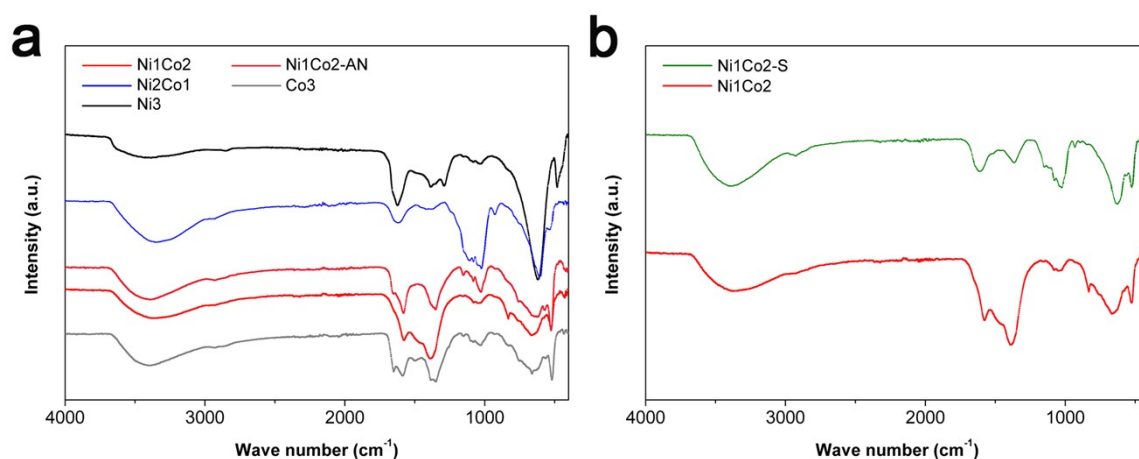 a
Ni1Co2
Ni1Co2-AN
Ni2Co1
Co3
Ni3
Intensity (a.u.)
4000
3000
2000
1000
Wave number (cm⁻¹)
b
Ni1Co2-S
Ni1Co2
Intensity (a.u.)
4000
3000
2000
1000
Wave number (cm⁻¹)